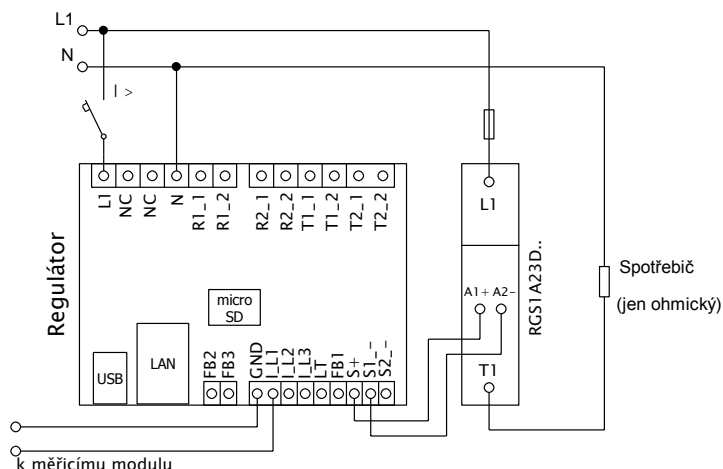 L1
N
I >
L1
NC
NC
N
R1_1
R1_2
R2_1
R2_2
T1_1
T1_2
T2_1
T2_2
L1
Regulátor
micro
SD
RGS1A23D..
Spotřebič
(jen ohmický)
A1+ A2-
T1
USB
LAN
FB2
FB3
GND
I_L1
I_L2
I_L3
LT
FB1
S+
S1_-
S2_-
k měřicímu modulu